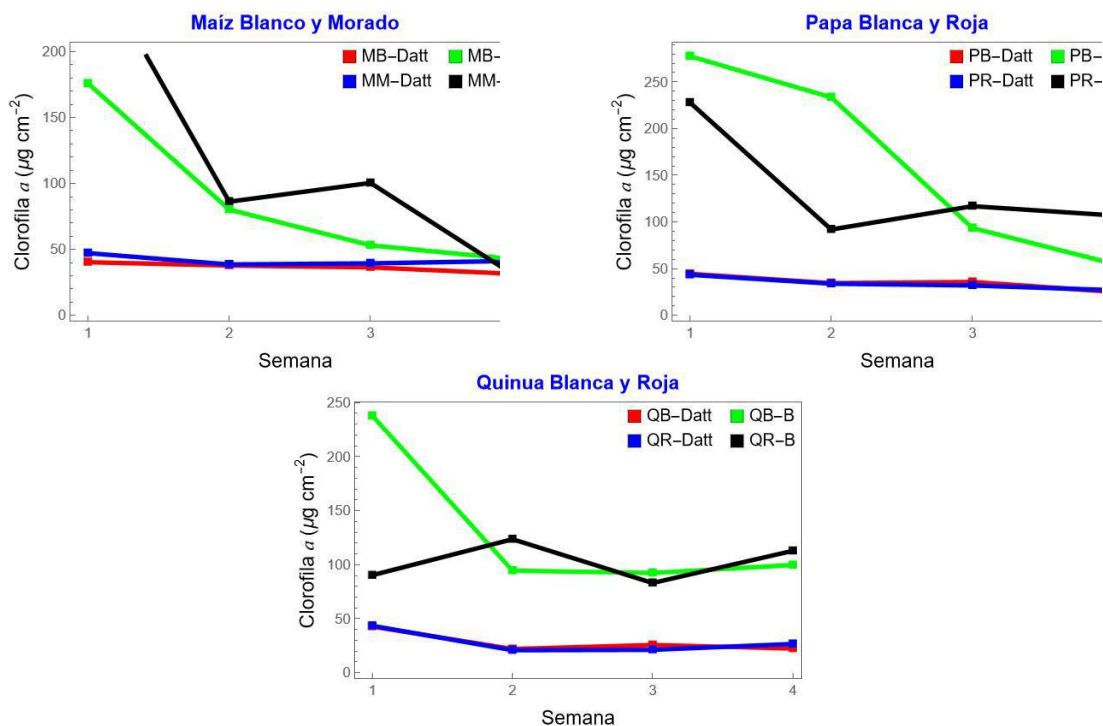 Maíz Blanco y Morado
MB–Datt MB–
MM–Datt MM–
Clorofila a (μg cm⁻²)
200
150
100
50
0
1 2 3
Semana
Papa Blanca y Roja
PB–Datt PB–
PR–Datt PR–
Clorofila a (μg cm⁻²)
250
200
150
100
50
0
1 2 3
Semana
Quinua Blanca y Roja
QB–Datt QB–B
QR–Datt QR–B
Clorofila a (μg cm⁻²)
250
200
150
100
50
0
1 2 3 4
Semana